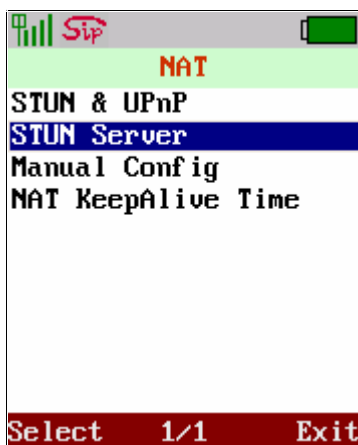 Sip
NAT
STUN & UPnP
STUN Server
Manual Config
NAT KeepAlive Time
Select 1/1 Exit